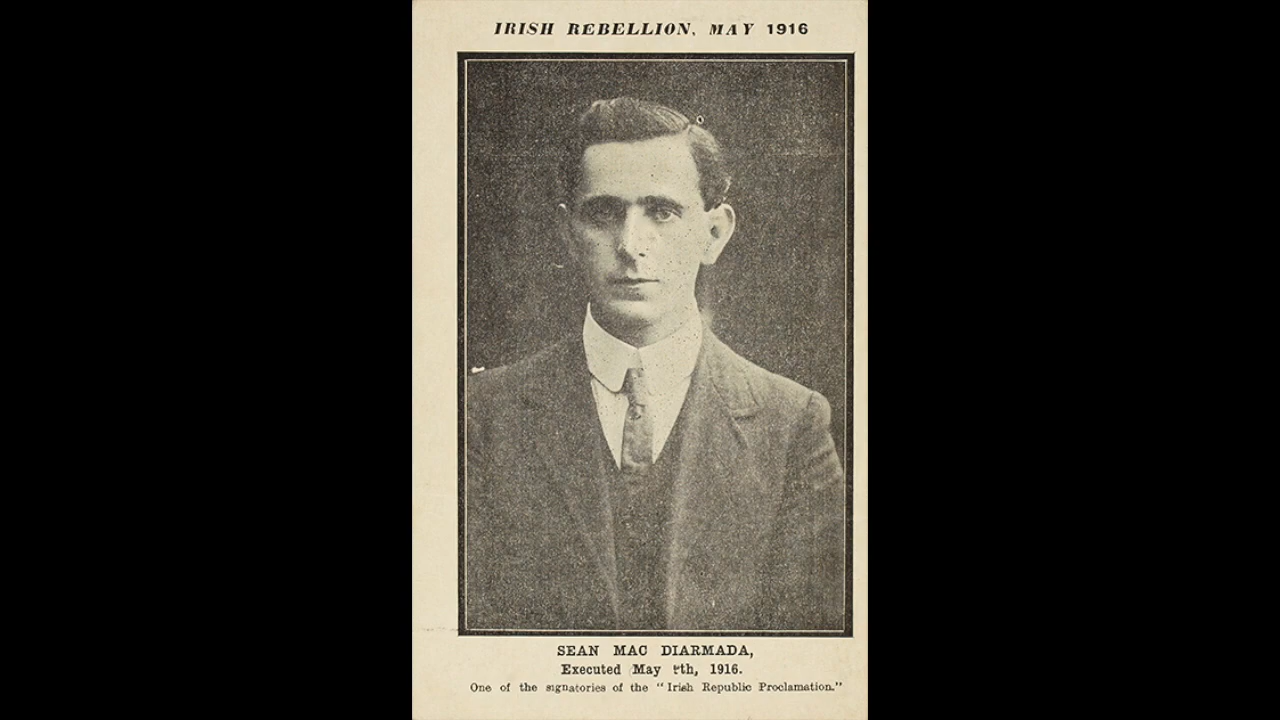 IRISH REBELLION, MAY 1916
SEAN MAC DIARMADA,
Executed May th, 1916.
One of the signatories of the "Irish Republic Proclamation."